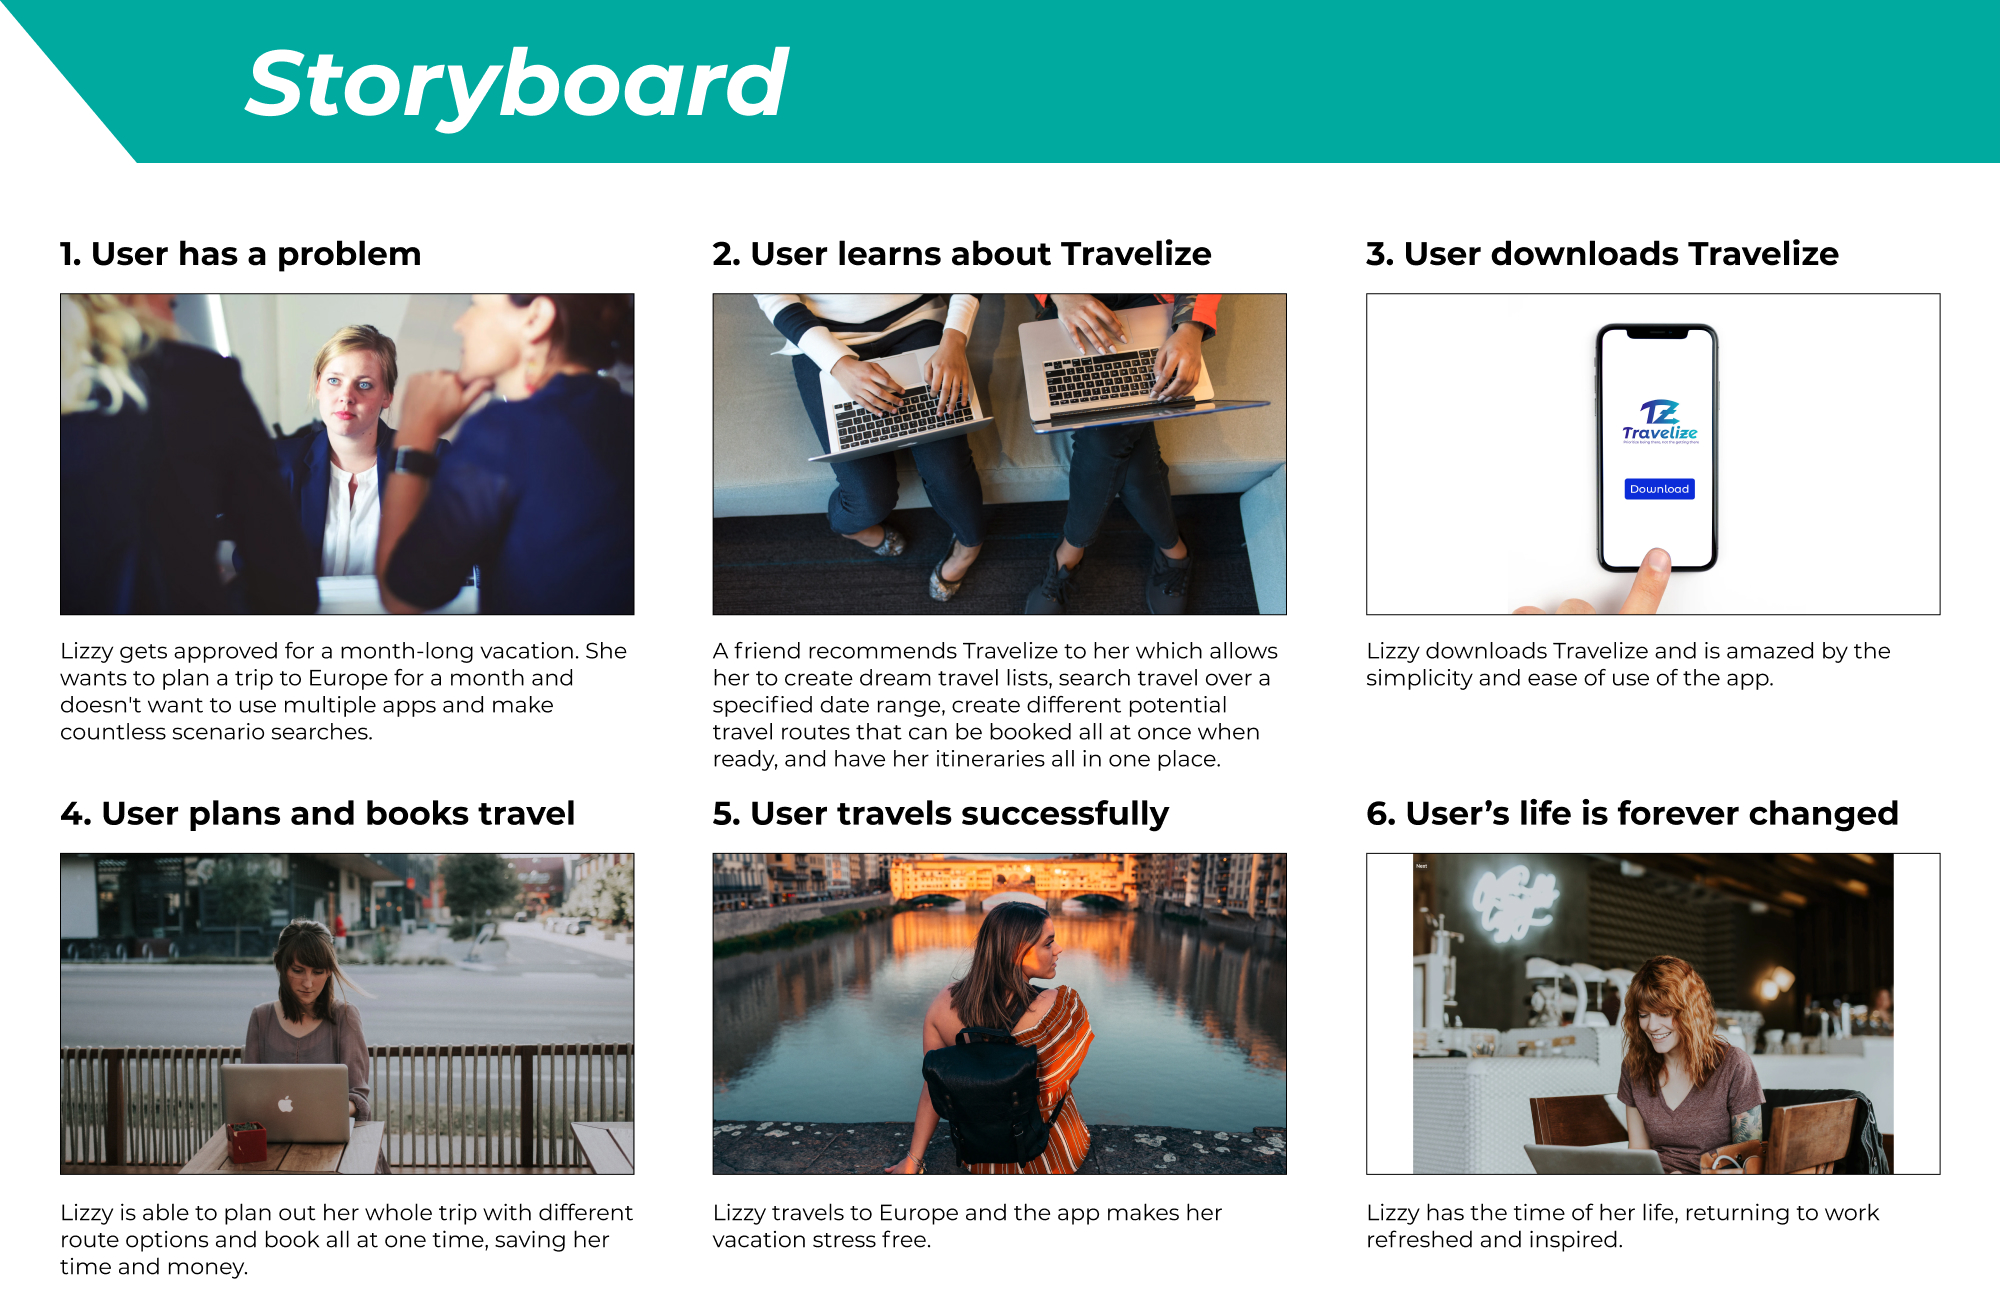 Storyboard
1. User has a problem
Lizzy gets approved for a month-long vacation. She
wants to plan a trip to Europe for a month and
doesn't want to use multiple apps and make
countless scenario searches.
2. User learns about Travelize
A friend recommends Travelize to her which allows
her to create dream travel lists, search travel over a
specified date range, create different potential
travel routes that can be booked all at once when
ready, and have her itineraries all in one place.
3. User downloads Travelize
TZ
Travelize
Download
Lizzy downloads Travelize and is amazed by the
simplicity and ease of use of the app.
4. User plans and books travel
Lizzy is able to plan out her whole trip with different
route options and book all at one time, saving her
time and money.
5. User travels successfully
Lizzy travels to Europe and the app makes her
vacation stress free.
6. User’s life is forever changed
Lizzy has the time of her life, returning to work
refreshed and inspired.